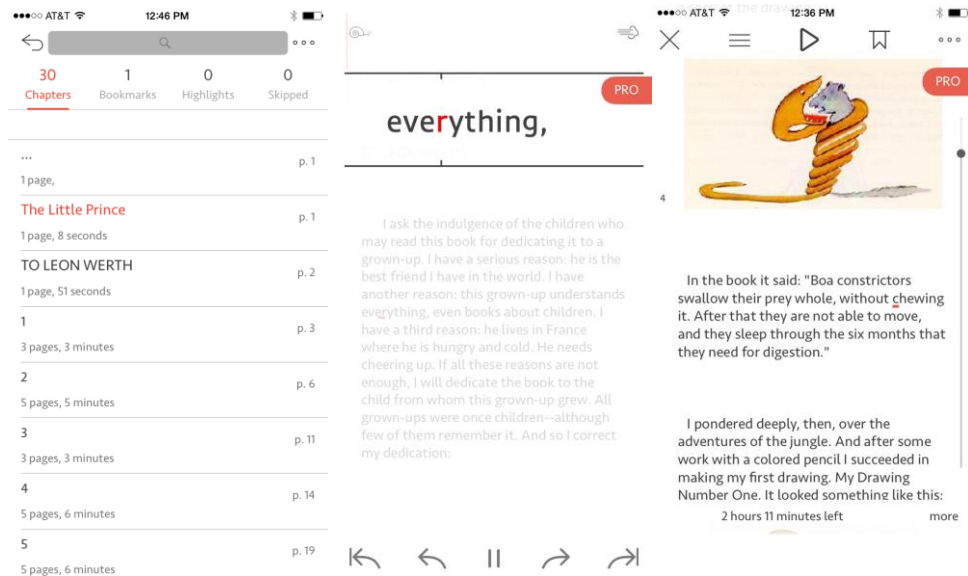 AT&T 12:46 PM
30 1 0 0
Chapters Bookmarks Highlights Skipped
... p. 1
1 page,
The Little Prince p. 1
1 page, 8 seconds
TO LEON WERTH p. 2
1 page, 51 seconds
1 p. 3
3 pages, 3 minutes
2 p. 6
5 pages, 5 minutes
3 p. 11
3 pages, 3 minutes
4 p. 14
5 pages, 6 minutes
5 p. 19
5 pages, 6 minutes
PRO
everything,
I ask the indulgence of the children who
may read this book for dedicating it to a
grown-up. I have a serious reason: he is the
best friend I have in the world. I have
another reason: this grown-up understands
everything, even books about children. I
have a third reason: he lives in France
where he is hungry and cold. He needs
cheering up. If all these reasons are not
enough, I will dedicate the book to the
child from whom this grown-up grew. All
grown-ups were once children--although
few of them remember it. And so I correct
my dedication:
AT&T 12:36 PM
PRO
4
In the book it said: "Boa constrictors
swallow their prey whole, without chewing
it. After that they are not able to move,
and they sleep through the six months that
they need for digestion."
I pondered deeply, then, over the
adventures of the jungle. And after some
work with a colored pencil I succeeded in
making my first drawing. My Drawing
Number One. It looked something like this:
2 hours 11 minutes left more